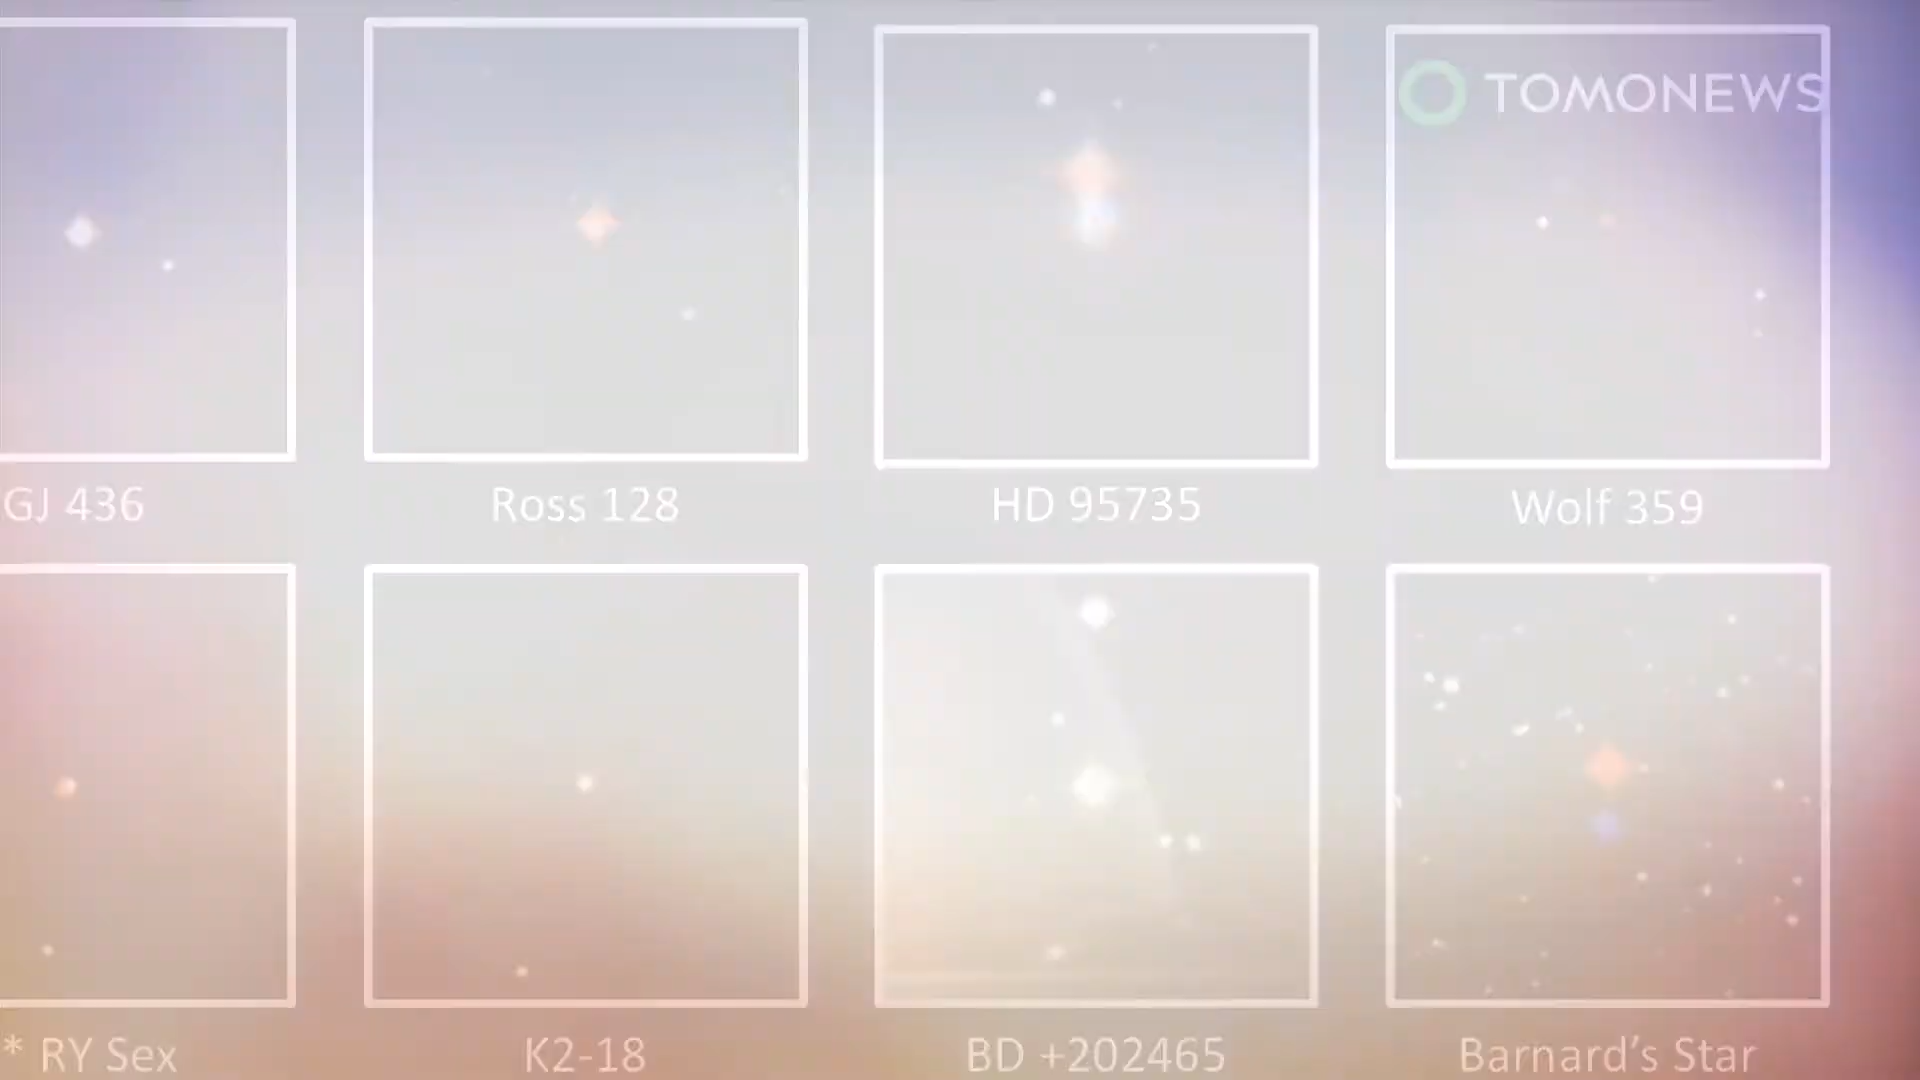 TOMONEWS
GJ 436
Ross 128
HD 95735
Wolf 359
* RY Sex
K2-18
BD +202465
Barnard’s Star